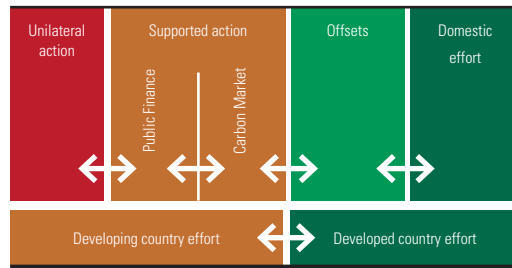 Unilateral
action
Supported action
Public Finance
Carbon Market
Offsets
Domestic
effort
Developing country effort
Developed country effort